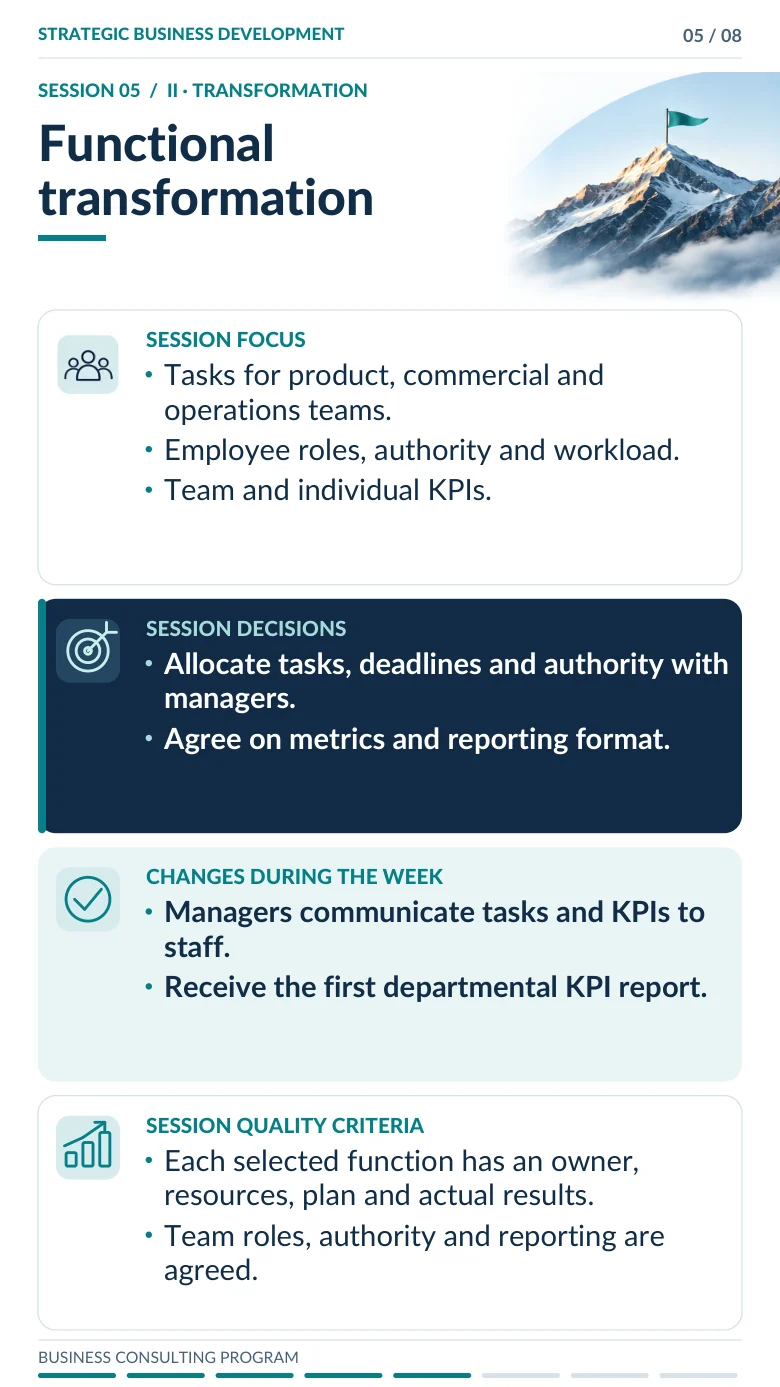 STRATEGIC BUSINESS DEVELOPMENT
05 / 08
SESSION 05 / II · TRANSFORMATION
Functional
transformation
SESSION FOCUS
• Tasks for product, commercial and
operations teams.
• Employee roles, authority and workload.
• Team and individual KPIs.
SESSION DECISIONS
• Allocate tasks, deadlines and authority with
managers.
• Agree on metrics and reporting format.
CHANGES DURING THE WEEK
• Managers communicate tasks and KPIs to
staff.
• Receive the first departmental KPI report.
SESSION QUALITY CRITERIA
• Each selected function has an owner,
resources, plan and actual results.
• Team roles, authority and reporting are
agreed.
BUSINESS CONSULTING PROGRAM